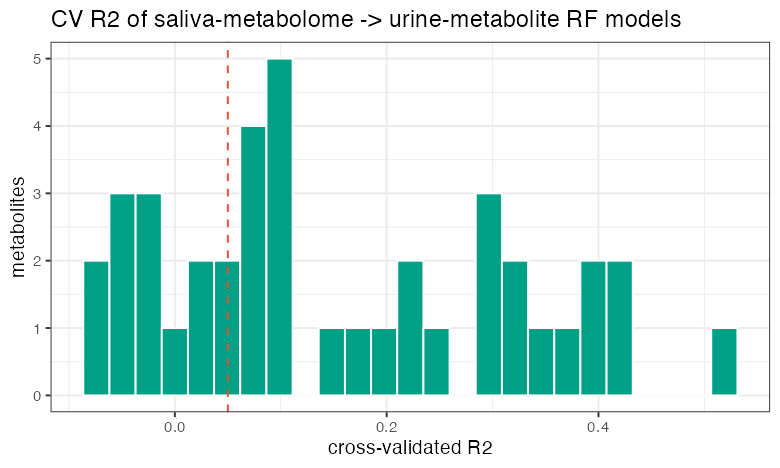 CV R2 of saliva-metabolome -> urine-metabolite RF models
5
4
3
2
1
0
metabolites
0.0 0.2 0.4
cross-validated R2